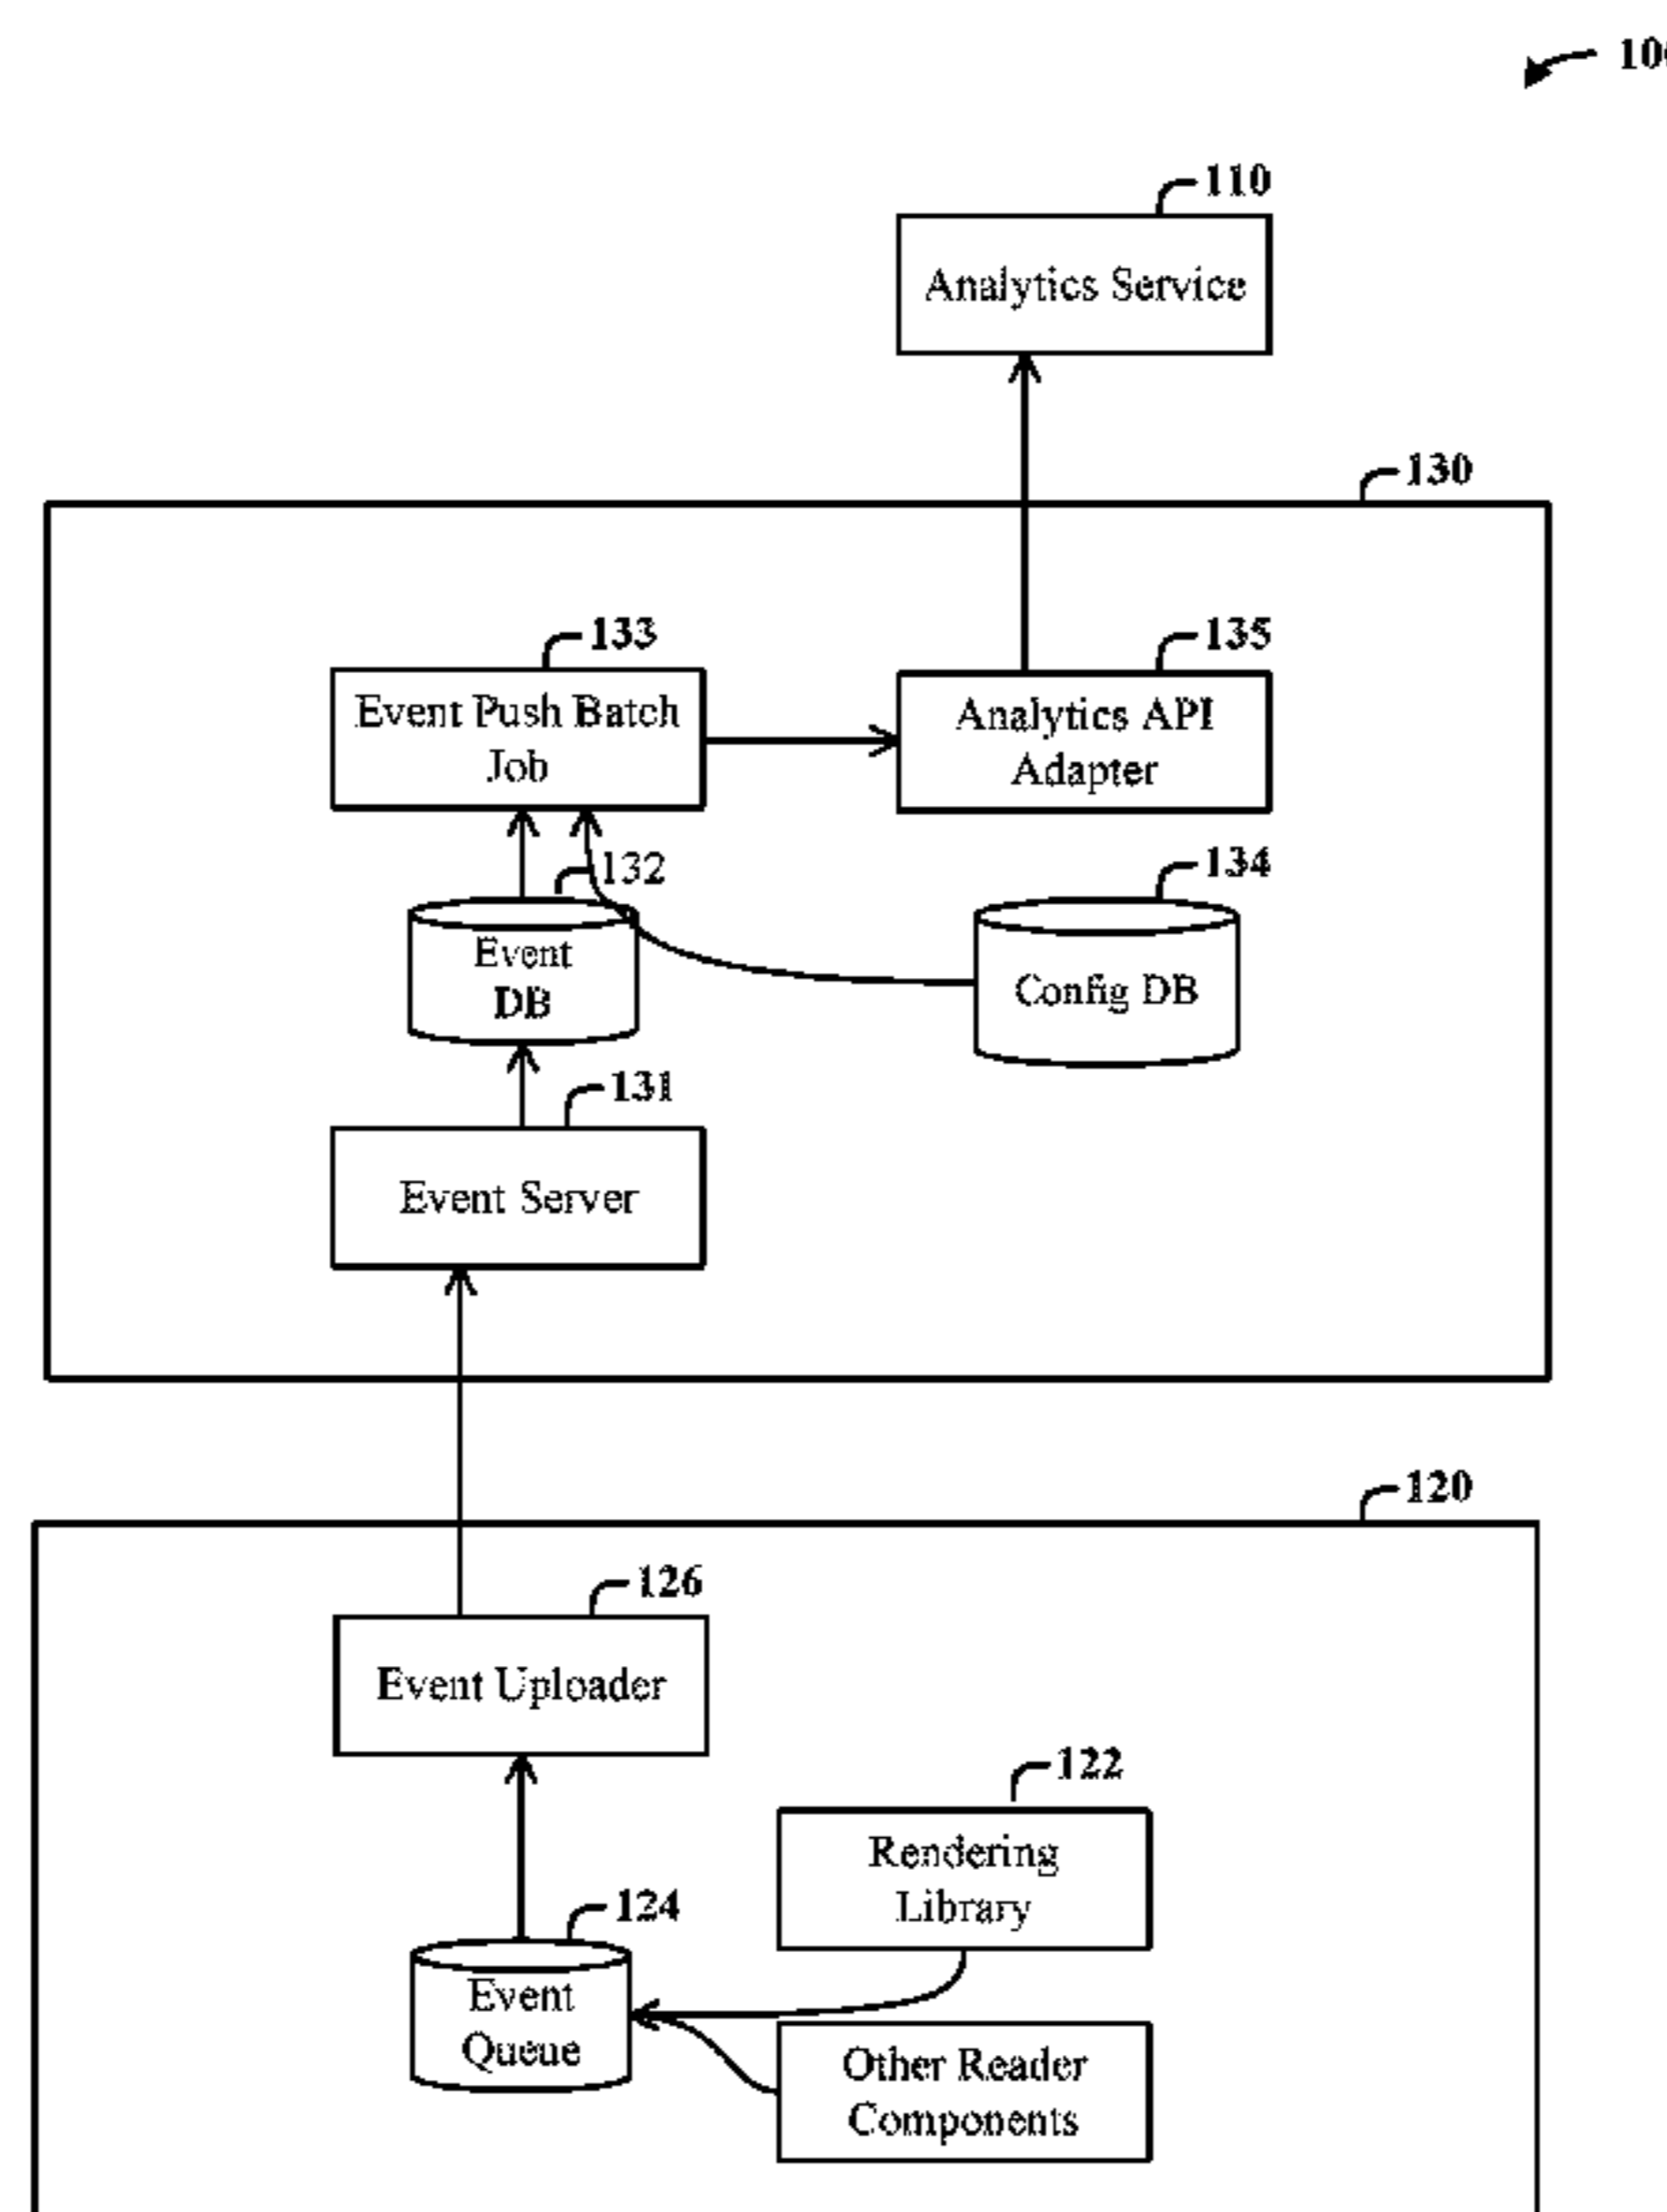 110
Analytics Service
130
133
135
Event Push Batch
Job
Analytics API
Adapter
132
134
Event
DB
Config DB
131
Event Server
120
126
Event Uploader
122
Rendering
Library
124
Event
Queue
Other Reader
Components